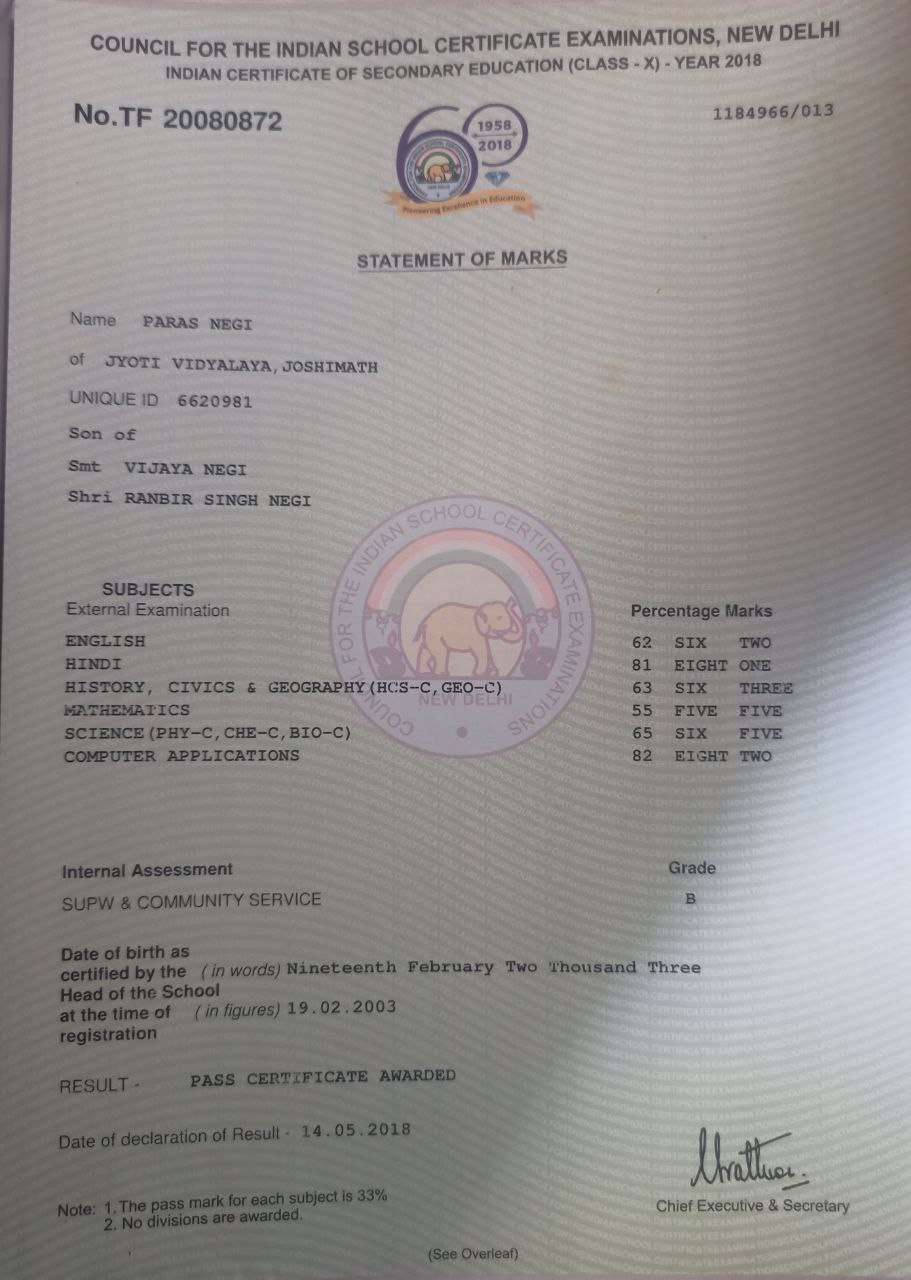 COUNCIL FOR THE INDIAN SCHOOL CERTIFICATE EXAMINATIONS, NEW DELHI
INDIAN CERTIFICATE OF SECONDARY EDUCATION (CLASS - X) - YEAR 2018
No.TF 20080872
1184966/013
60
1958
2018
NEW DELHI
Pioneering Excellence in Education
STATEMENT OF MARKS
Name PARAS NEGI
of JYOTI VIDYALAYA, JOSHIMATH
UNIQUE ID 6620981
Son of
Smt VIJAYA NEGI
Shri RANBIR SINGH NEGI
COUNCIL FOR THE INDIAN SCHOOL CERTIFICATE EXAMINATIONS
NEW DELHI
SUBJECTS
External Examination Percentage Marks
ENGLISH 62 SIX TWO
HINDI 81 EIGHT ONE
HISTORY, CIVICS & GEOGRAPHY (HCS-C, GEO-C) 63 SIX THREE
MATHEMATICS 55 FIVE FIVE
SCIENCE (PHY-C, CHE-C, BIO-C) 65 SIX FIVE
COMPUTER APPLICATIONS 82 EIGHT TWO
Internal Assessment Grade
SUPW & COMMUNITY SERVICE B
Date of birth as
certified by the (in words) Nineteenth February Two Thousand Three
Head of the School
at the time of (in figures) 19.02.2003
registration
RESULT - PASS CERTIFICATE AWARDED
Date of declaration of Result - 14.05.2018
Note: 1. The pass mark for each subject is 33%
2. No divisions are awarded.
Chief Executive & Secretary
(See Overleaf)